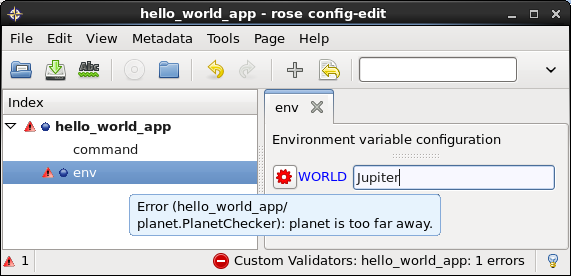 hello_world_app - rose config-edit
File Edit View Metadata Tools Page Help
Abc
Index
hello_world_app
command
env
env
Environment variable configuration
WORLD Jupiter
Error (hello_world_app/
planet.PlanetChecker): planet is too far away.
1
Custom Validators: hello_world_app: 1 errors